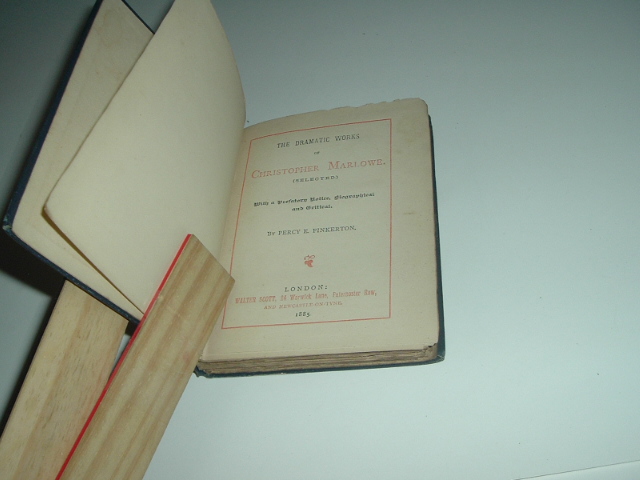 THE DRAMATIC WORKS
OF
CHRISTOPHER MARLOWE.
(SELECTED)
With a Prefatory Notice, Biographical
and Critical,
BY PERCY E. PINKERTON.
LONDON:
WALTER SCOTT, 24 Warwick Lane, Paternoster Row,
AND NEWCASTLE-ON-TYNE.
1885.